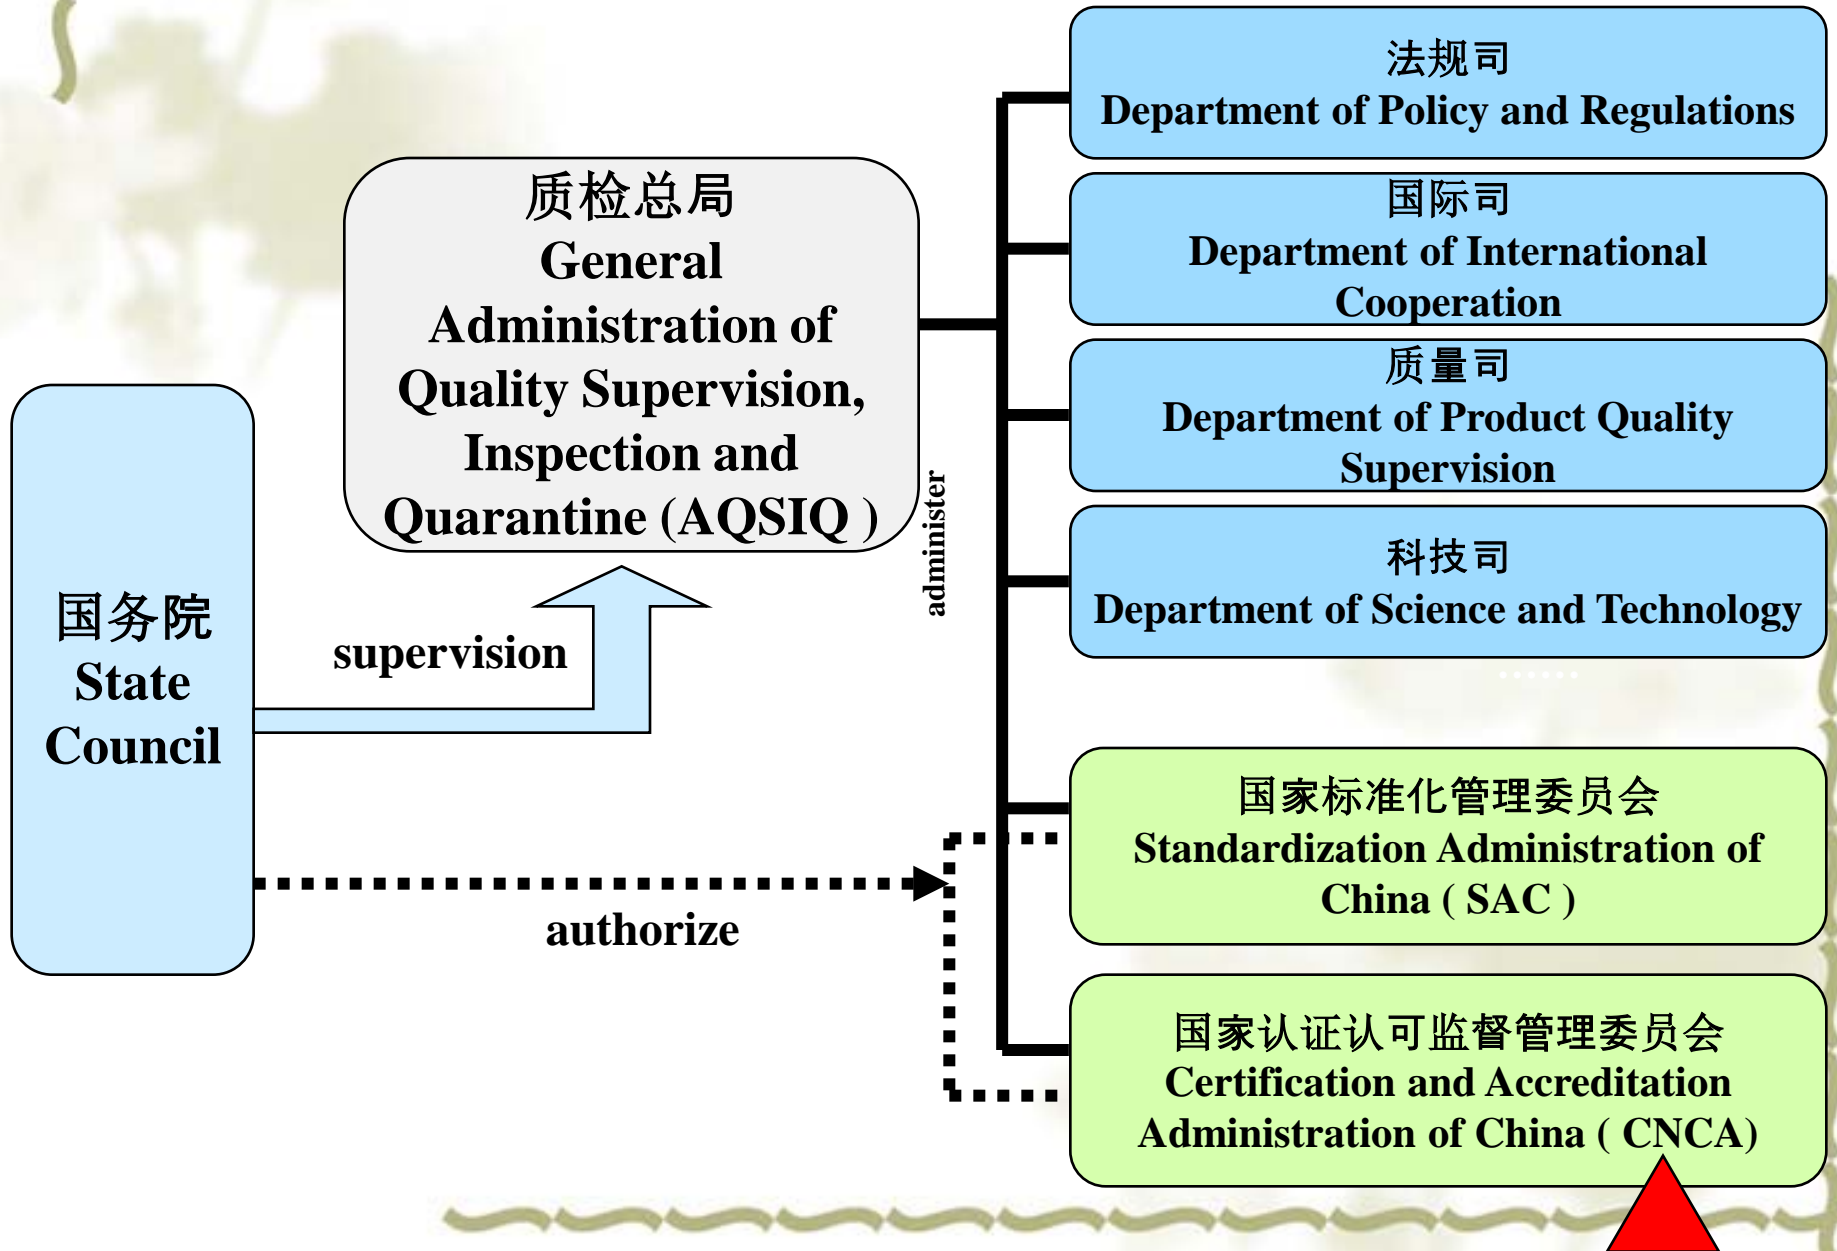 国务院
State
Council
质检总局
General
Administration of
Quality Supervision,
Inspection and
Quarantine (AQSIQ )
supervision
authorize
administer
法规司
Department of Policy and Regulations
国际司
Department of International
Cooperation
质量司
Department of Product Quality
Supervision
科技司
Department of Science and Technology
......
国家标准化管理委员会
Standardization Administration of
China ( SAC )
国家认证认可监督管理委员会
Certification and Accreditation
Administration of China ( CNCA)